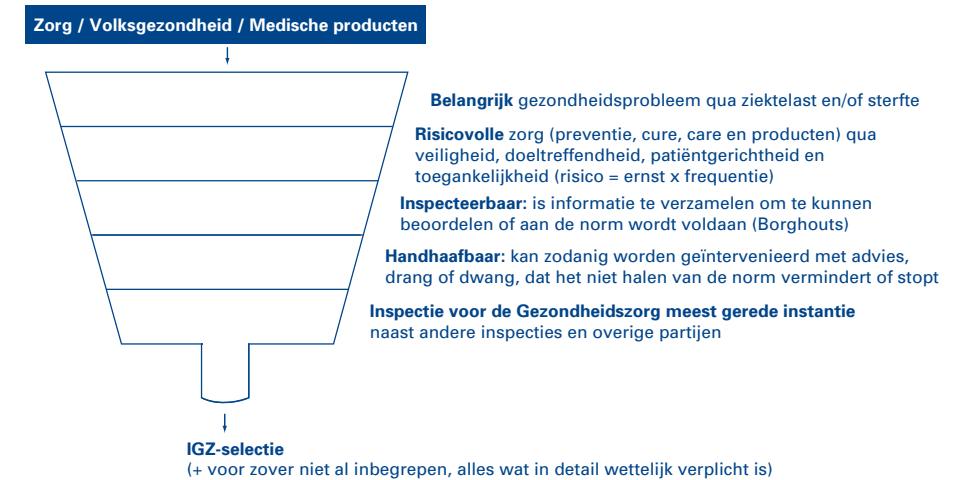 Zorg / Volksgezondheid / Medische producten
Belangrijk gezondheidsprobleem qua ziektelast en/of sterfte
Risicovolle zorg (preventie, cure, care en producten) qua
veiligheid, doeltreffendheid, patiëntgerichtheid en
toegankelijkheid (risico = ernst x frequentie)
Inspecteerbaar: is informatie te verzamelen om te kunnen
beoordelen of aan de norm wordt voldaan (Borghouts)
Handhaafbaar: kan zodanig worden geïntervenieerd met advies,
drang of dwang, dat het niet halen van de norm vermindert of stopt
Inspectie voor de Gezondheidszorg meest gerede instantie
naast andere inspecties en overige partijen
IGZ-selectie
(+ voor zover niet al inbegrepen, alles wat in detail wettelijk verplicht is)